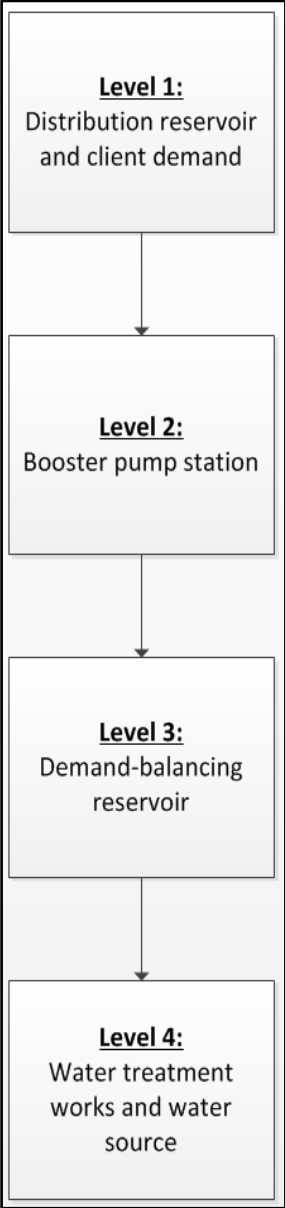 Level 1:
Distribution reservoir
and client demand
Level 2:
Booster pump station
Level 3:
Demand-balancing
reservoir
Level 4:
Water treatment
works and water
source